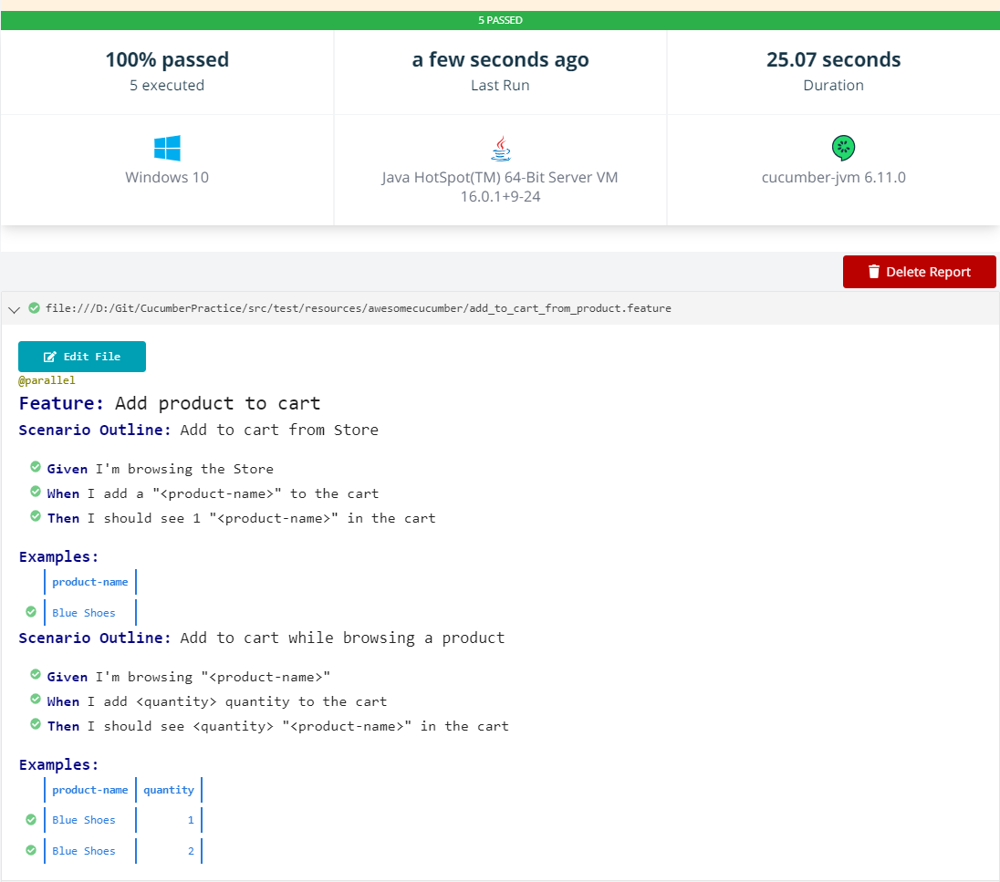 5 PASSED
100% passed
5 executed
a few seconds ago
Last Run
25.07 seconds
Duration
Windows 10
Java HotSpot(TM) 64-Bit Server VM
16.0.1+9-24
cucumber-jvm 6.11.0
Delete Report
file:///D:/Git/CucumberPractice/src/test/resources/awesomecucumber/add_to_cart_from_product.feature
Edit File
@parallel
Feature: Add product to cart
Scenario Outline: Add to cart from Store
Given I'm browsing the Store
When I add a "<product-name>" to the cart
Then I should see 1 "<product-name>" in the cart
Examples:
product-name
Blue Shoes
Scenario Outline: Add to cart while browsing a product
Given I'm browsing "<product-name>"
When I add <quantity> quantity to the cart
Then I should see <quantity> "<product-name>" in the cart
Examples:
product-name quantity
Blue Shoes 1
Blue Shoes 2